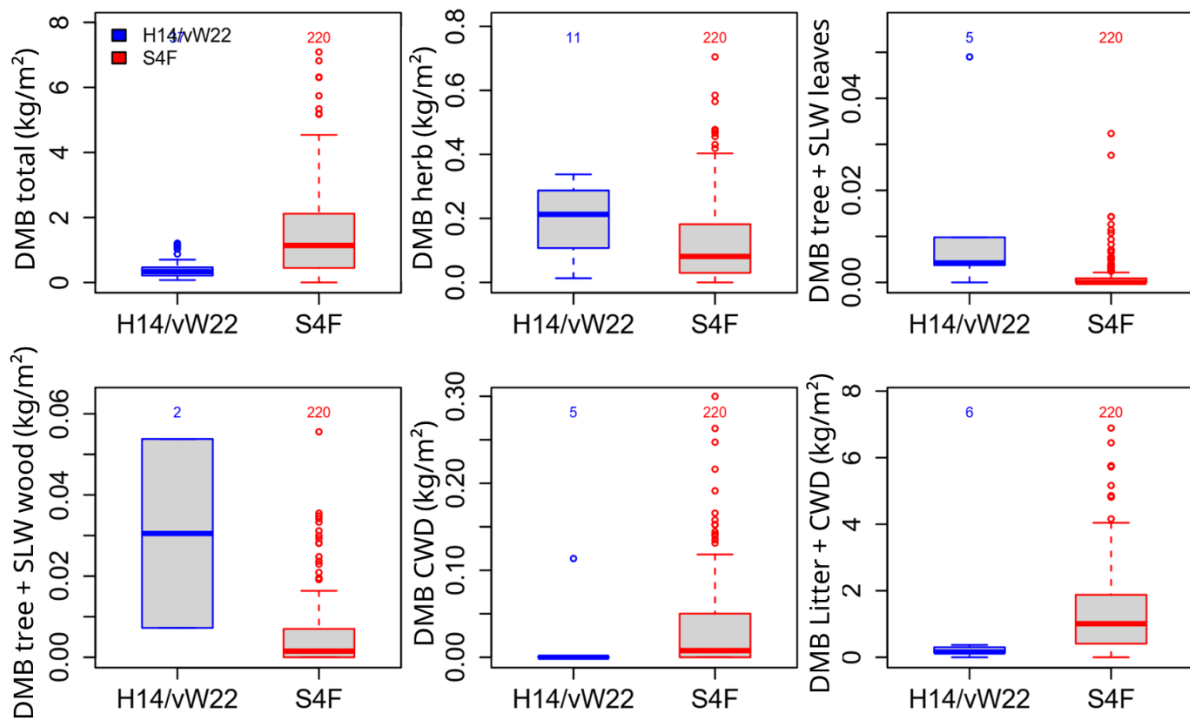 DMB total (kg/m²)
8
6
4
2
0
H14/vW22
S4F
220
H14/vW22
S4F
DMB herb (kg/m²)
0.8
0.6
0.4
0.2
0.0
11
220
H14/vW22
S4F
DMB tree + SLW leaves
0.04
0.02
0.00
5
220
H14/vW22
S4F
DMB tree + SLW wood (kg/m²)
0.06
0.04
0.02
0.00
2
220
H14/vW22
S4F
DMB CWD (kg/m²)
0.30
0.20
0.10
0.00
5
220
H14/vW22
S4F
DMB Litter + CWD (kg/m²)
8
6
4
2
0
6
220
H14/vW22
S4F